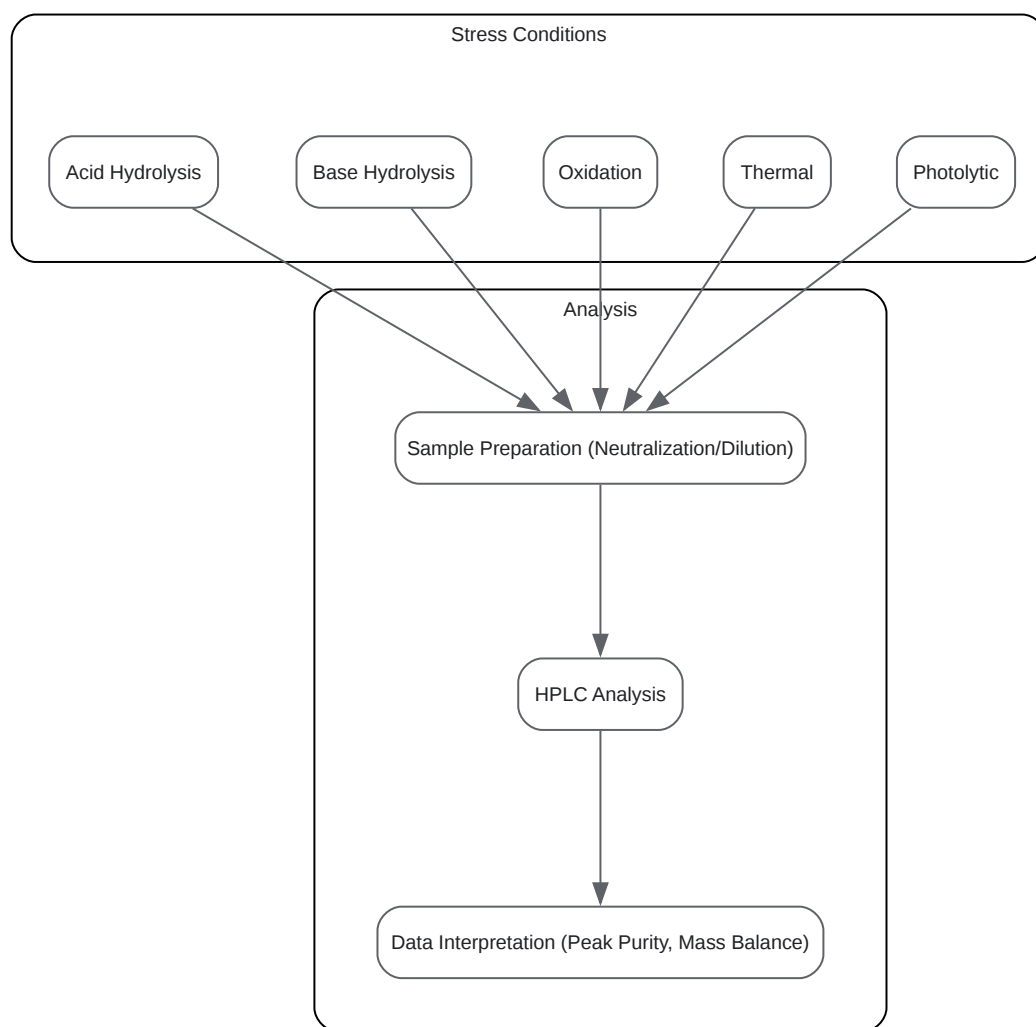 Stress Conditions
Acid Hydrolysis
Base Hydrolysis
Oxidation
Thermal
Photolytic
Analysis
Sample Preparation (Neutralization/Dilution)
HPLC Analysis
Data Interpretation (Peak Purity, Mass Balance)